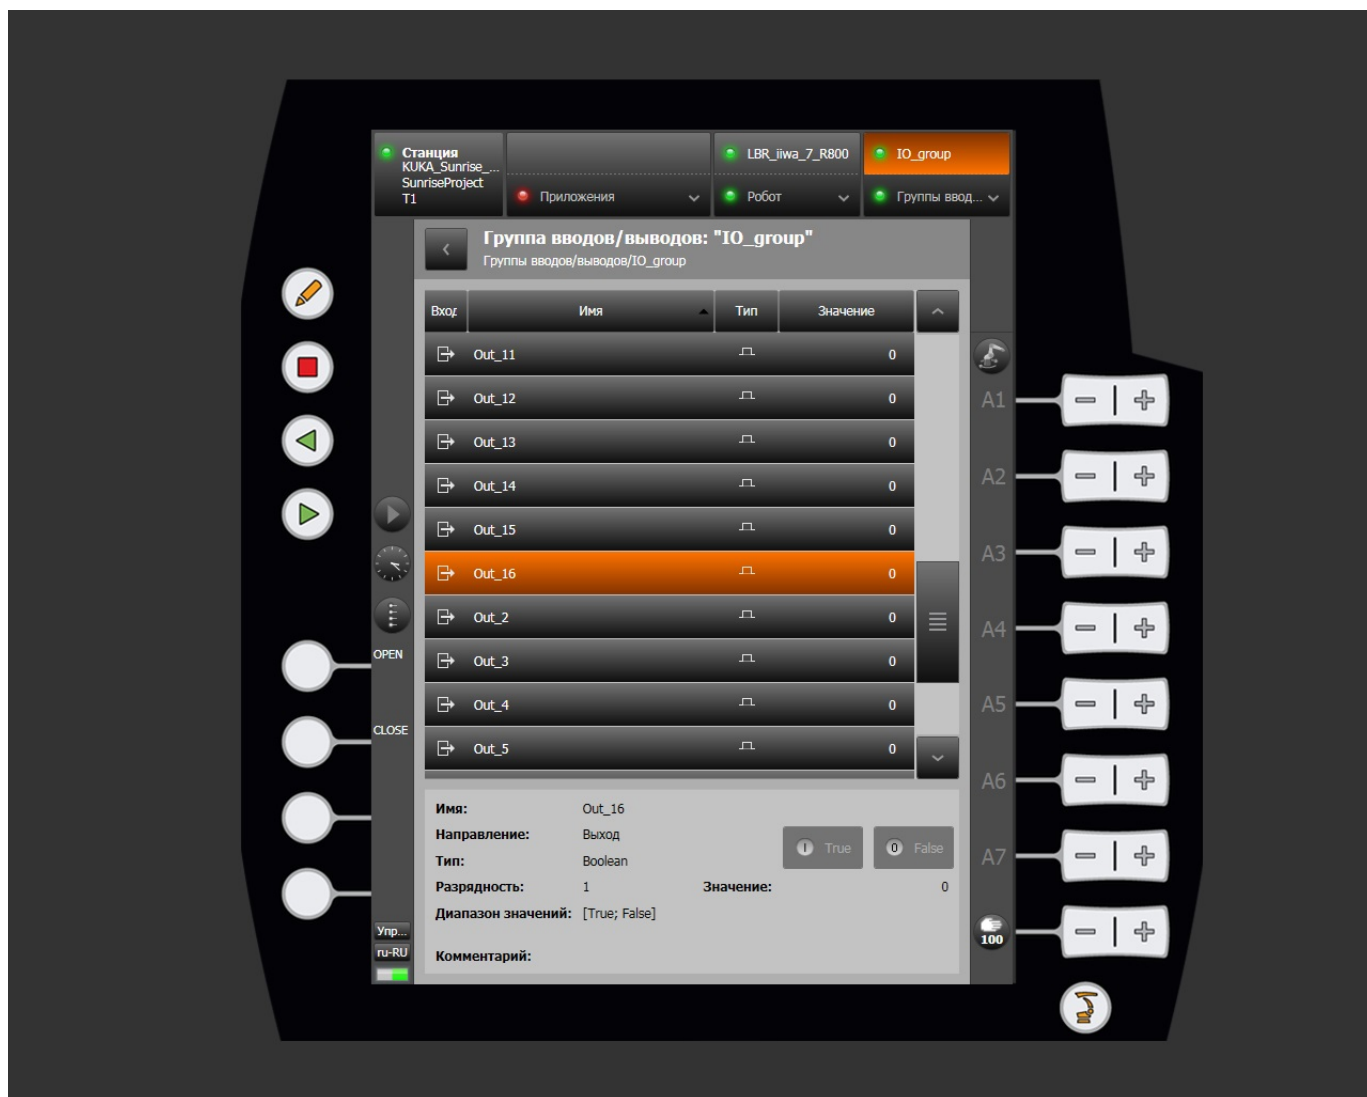 Станция
KUKA_Sunrise_...
SunriseProject
T1
Приложения
LBR_iiwa_7_R800
Робот
IO_group
Группы ввод...
Группа вводов/выводов: "IO_group"
Группы вводов/выводов/IO_group
Вход Имя Тип Значение
Out_11 0
Out_12 0
Out_13 0
Out_14 0
Out_15 0
Out_16 0
Out_2 0
Out_3 0
Out_4 0
Out_5 0
OPEN
CLOSE
A1
A2
A3
A4
A5
A6
A7
100
Имя: Out_16
Направление: Выход
Тип: Boolean
True False
Разрядность: 1 Значение: 0
Диапазон значений: [True; False]
Комментарий:
Упр...
ru-RU